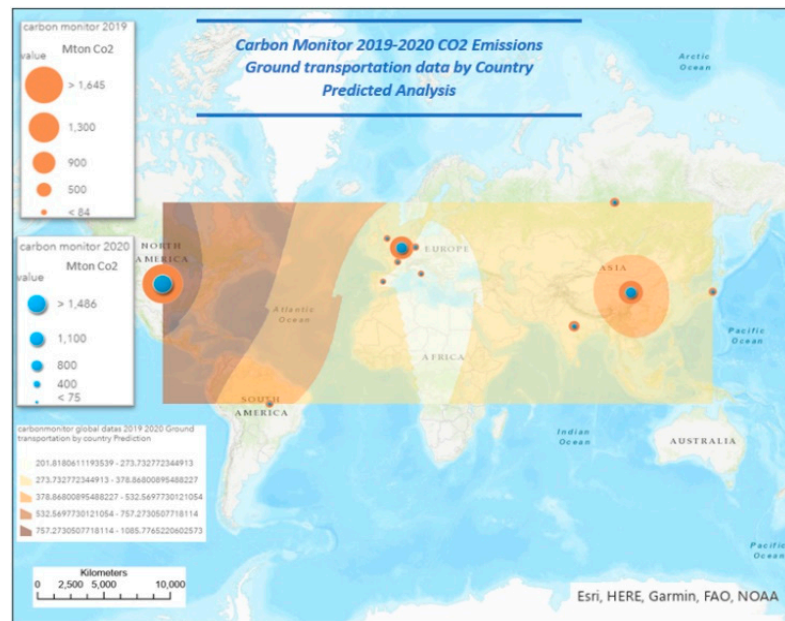 Carbon Monitor 2019-2020 CO2 Emissions
Ground transportation data by Country
Predicted Analysis
carbon monitor 2019
Mton Co2
value
> 1,645
1,300
900
500
< 84
carbon monitor 2020
Mton Co2
value
> 1,486
1,100
800
400
< 75
carbonmonitor global datas 2019 2020 Ground
transportation by country Prediction
201.8180611193539 - 273.732772344913
273.732772344913 - 378.86800895488227
378.86800895488227 - 532.5697730121054
532.5697730121054 - 757.2730507718114
757.2730507718114 - 1085.7765220602573
Kilometers
0 2,500 5,000 10,000
Arctic
Ocean
NORTH
AMERICA
EUROPE
ASIA
Atlantic
Ocean
AFRICA
Pacific
Ocean
SOUTH
AMERICA
Indian
Ocean
AUSTRALIA
Pacific
Ocean
Esri, HERE, Garmin, FAO, NOAA